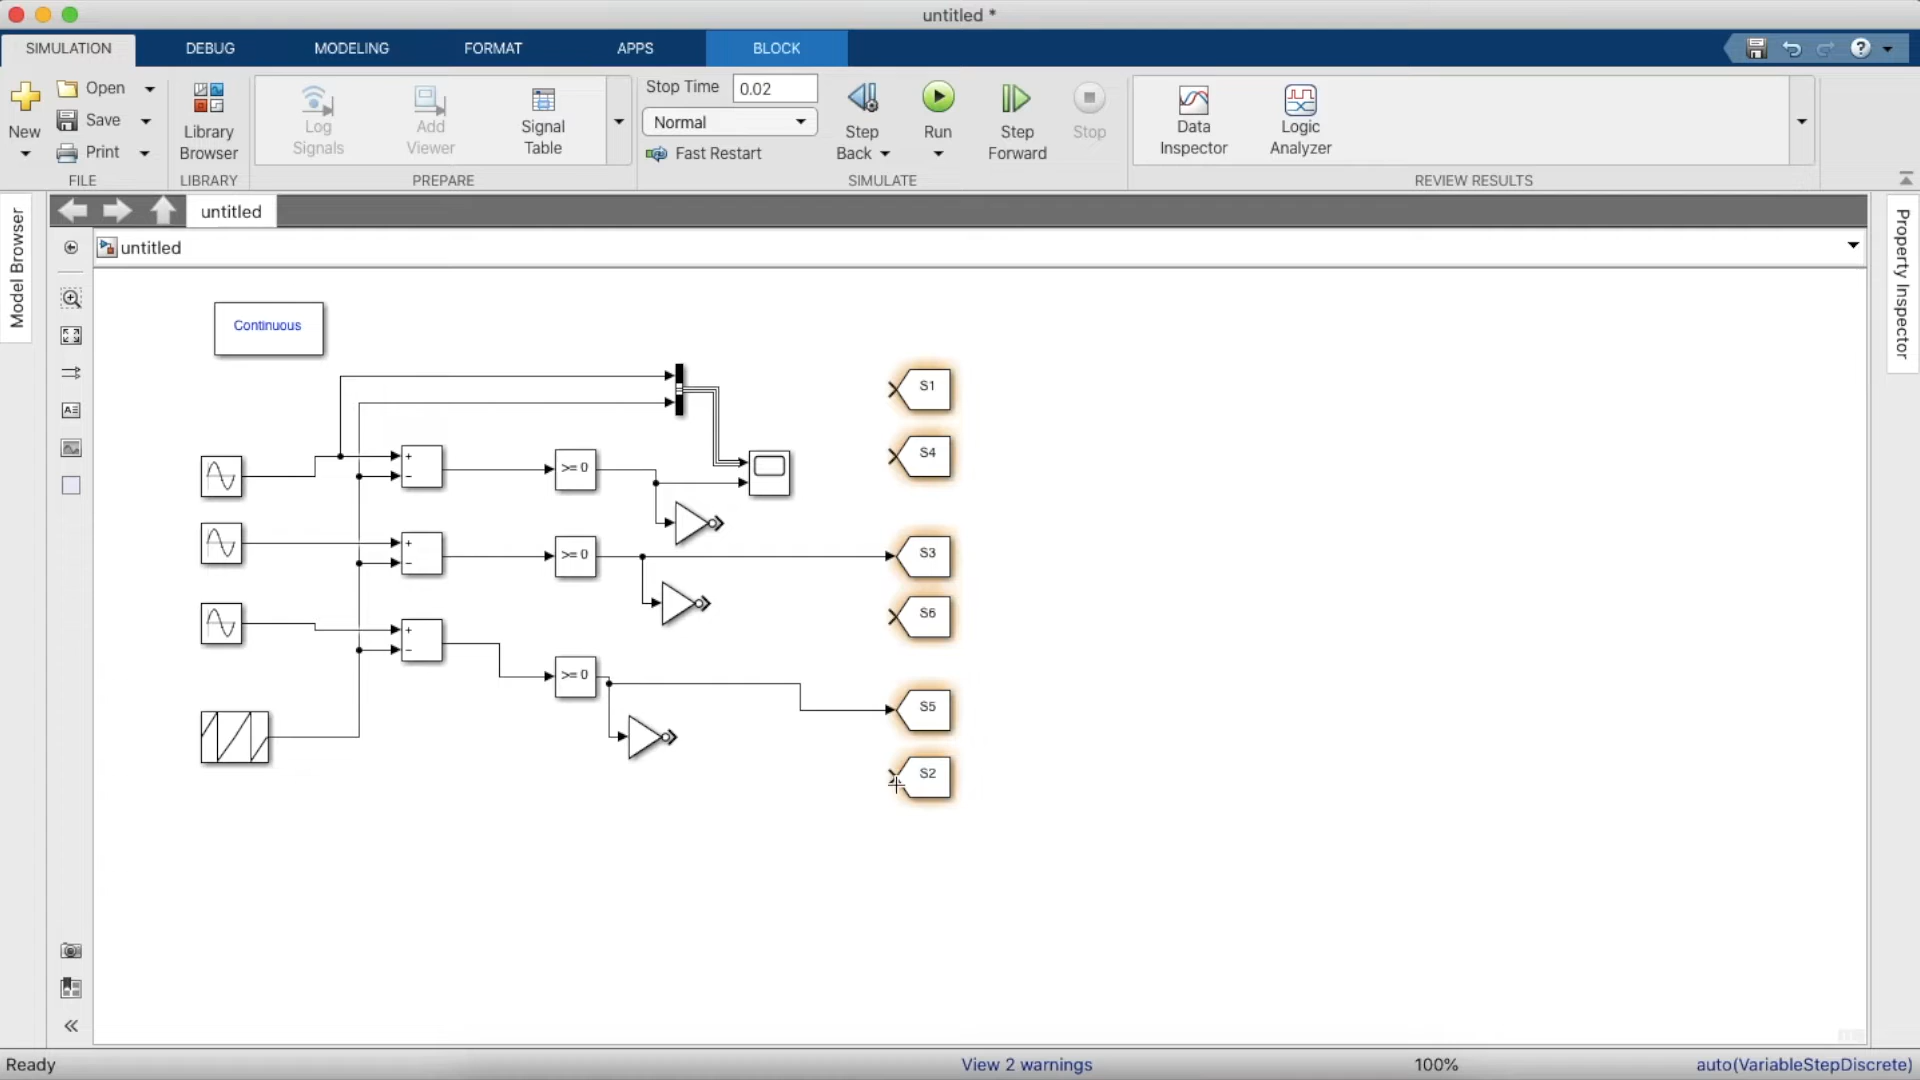 untitled *
SIMULATION DEBUG MODELING FORMAT APPS BLOCK
New
Open
Save
Print
FILE
Library
Browser
LIBRARY
Log
Signals
Add
Viewer
Signal
Table
PREPARE
Stop Time 0.02
Normal
Fast Restart
Step
Back
Run
Step
Forward
Stop
SIMULATE
Data
Inspector
Logic
Analyzer
REVIEW RESULTS
Model Browser
untitled
untitled
Property Inspector
Continuous
S1
S4
+
−
>= 0
+
−
>= 0
S3
S6
+
−
>= 0
S5
S2
Ready
View 2 warnings
100%
auto(VariableStepDiscrete)